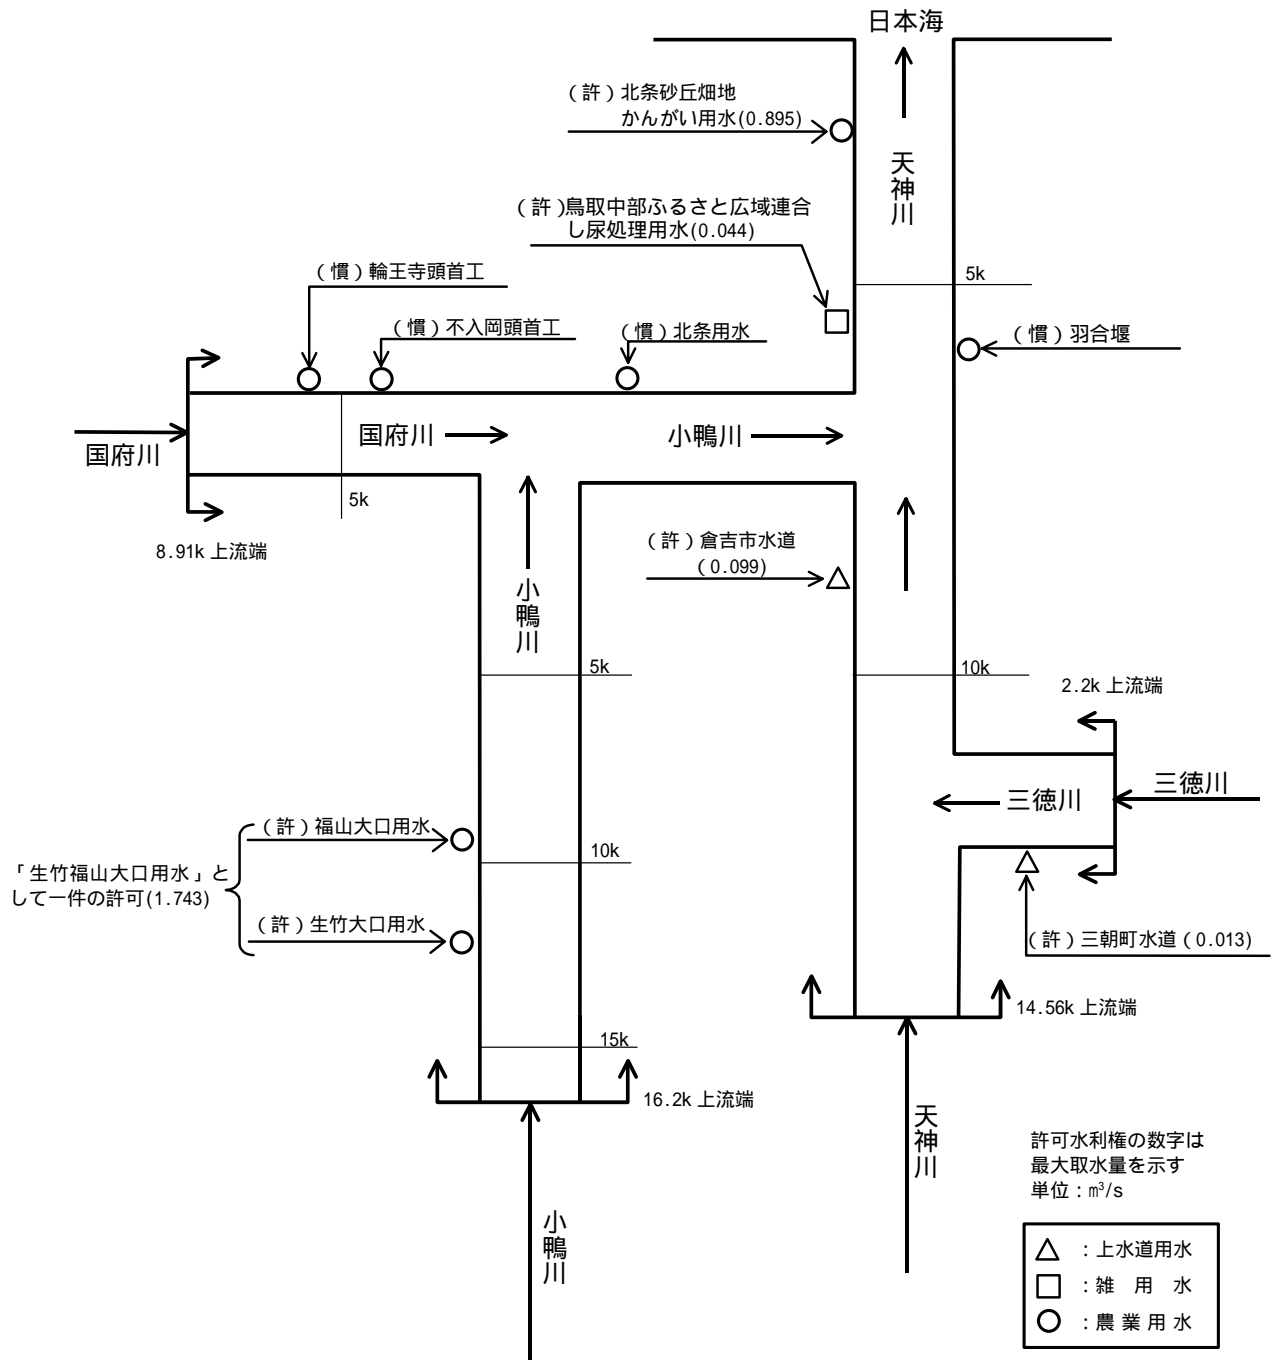 日本海
(許)北条砂丘畑地
かんがい用水(0.895)
天神川
(許)鳥取中部ふるさと広域連合
し尿処理用水(0.044)
5k
(慣)輪王寺頭首工
(慣)不入岡頭首工
(慣)北条用水
(慣)羽合堰
国府川
国府川
小鴨川
5k
8.91k 上流端
(許)倉吉市水道
(0.099)
小鴨川
5k
10k
2.2k 上流端
三徳川
三徳川
(許)福山大口用水
10k
「生竹福山大口用水」と
して一件の許可(1.743)
(許)生竹大口用水
(許)三朝町水道(0.013)
14.56k 上流端
15k
16.2k 上流端
天神川
小鴨川
許可水利権の数字は
最大取水量を示す
単位:m³/s
△ :上水道用水
□ :雑 用 水
○ :農業用水